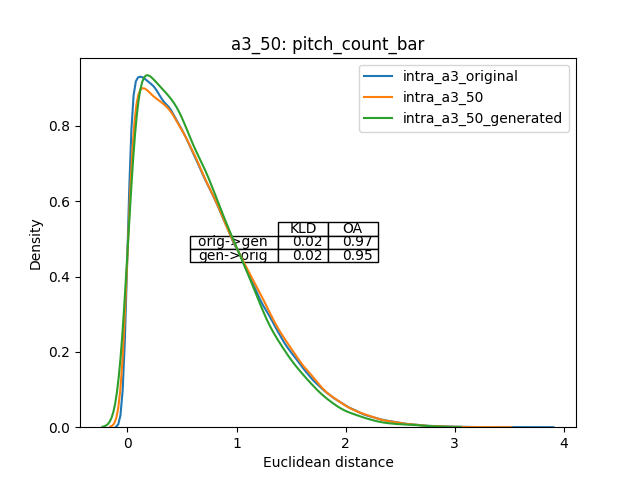 a3_50: pitch_count_bar
intra_a3_original
intra_a3_50
intra_a3_50_generated
Density
0.8
0.6
0.4
0.2
0.0
KLD OA
orig->gen 0.02 0.97
gen->orig 0.02 0.95
0 1 2 3 4
Euclidean distance